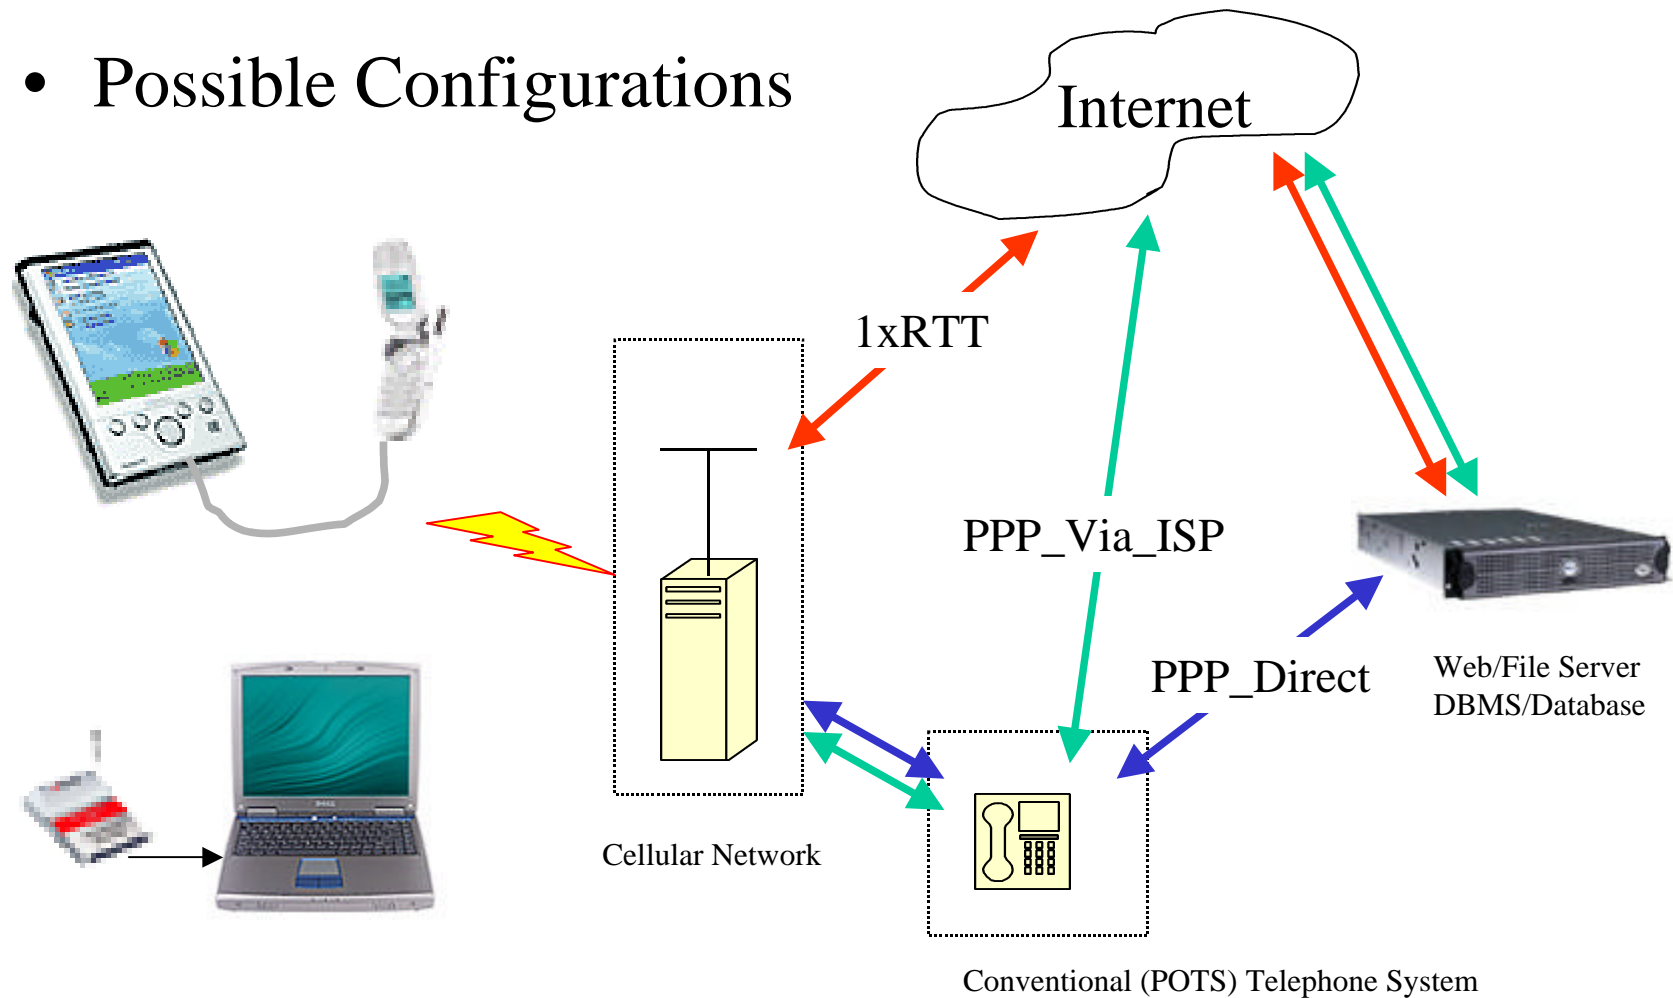 • Possible Configurations
Internet
1xRTT
PPP_Via_ISP
PPP_Direct
Web/File Server
DBMS/Database
Cellular Network
Conventional (POTS) Telephone System